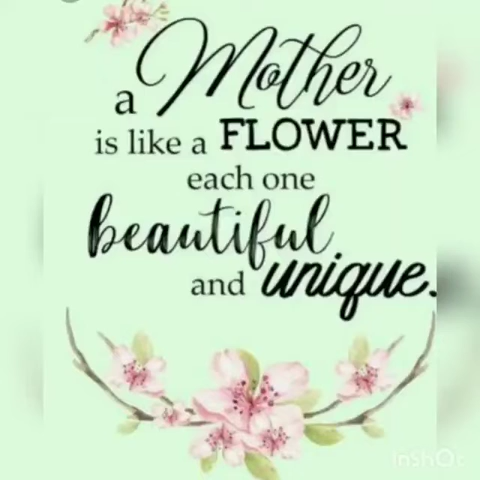 a Mother
is like a FLOWER
each one
beautiful
and unique.
InShOt